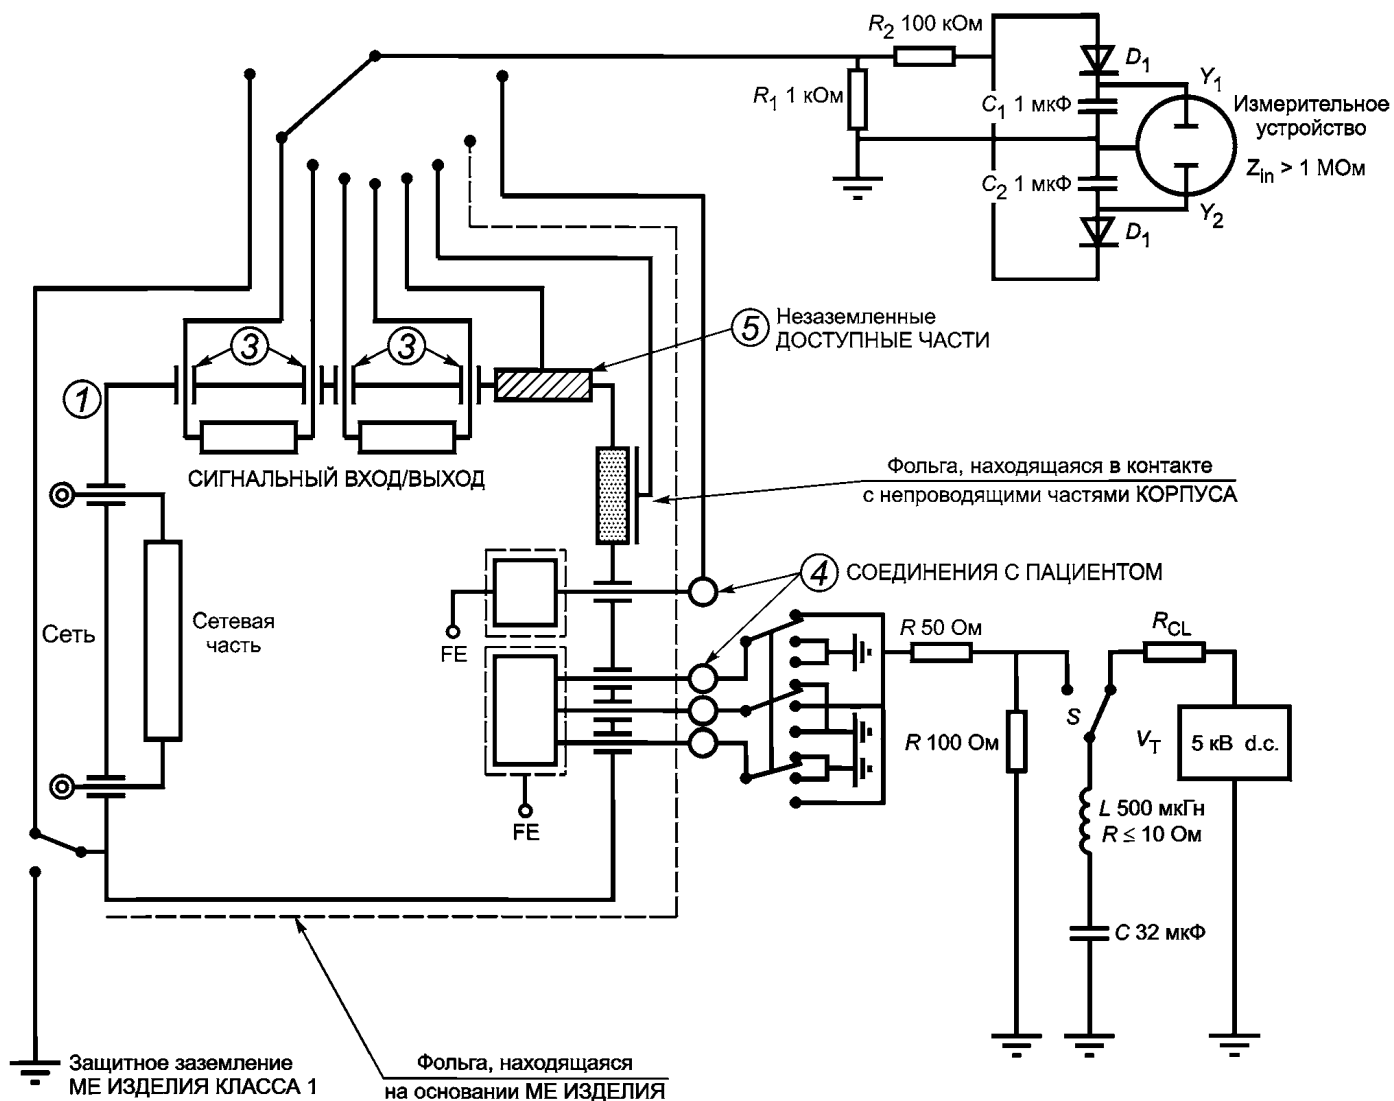 R2 100 кОм
D1
Y1
R1 1 кОм
C1 1 мкФ
Измерительное
устройство
Zin > 1 МОм
C2 1 мкФ
Y2
D1
5
Незаземленные
ДОСТУПНЫЕ ЧАСТИ
3
3
1
СИГНАЛЬНЫЙ ВХОД/ВЫХОД
Фольга, находящаяся в контакте
с непроводящими частями КОРПУСА
4
СОЕДИНЕНИЯ С ПАЦИЕНТОМ
Сеть
Сетевая
часть
FE
R 50 Ом
RCL
S
R 100 Ом
VT
5 кВ d.c.
L 500 мкГн
R ≤ 10 Ом
FE
C 32 мкФ
Защитное заземление
МЕ ИЗДЕЛИЯ КЛАССА 1
Фольга, находящаяся
на основании МЕ ИЗДЕЛИЯ